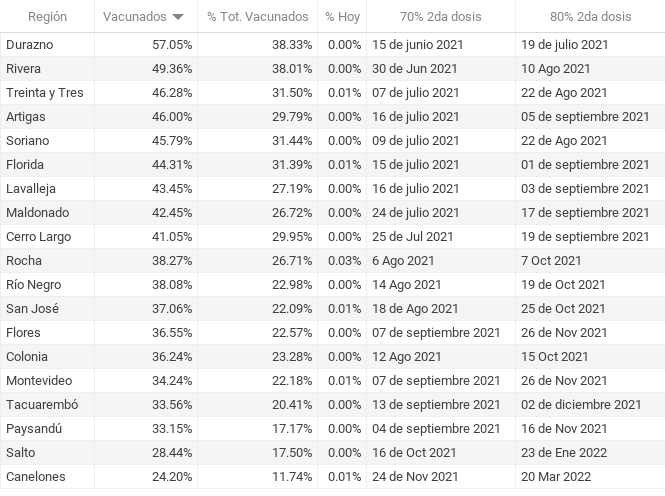 Región Vacunados % Tot. Vacunados % Hoy 70% 2da dosis 80% 2da dosis
Durazno 57.05% 38.33% 0.00% 15 de junio 2021 19 de julio 2021
Rivera 49.36% 38.01% 0.00% 30 de Jun 2021 10 Ago 2021
Treinta y Tres 46.28% 31.50% 0.01% 07 de julio 2021 22 de Ago 2021
Artigas 46.00% 29.79% 0.00% 16 de julio 2021 05 de septiembre 2021
Soriano 45.79% 31.44% 0.00% 09 de julio 2021 22 de Ago 2021
Florida 44.31% 31.39% 0.01% 15 de julio 2021 01 de septiembre 2021
Lavalleja 43.45% 27.19% 0.00% 16 de julio 2021 03 de septiembre 2021
Maldonado 42.45% 26.72% 0.00% 24 de julio 2021 17 de septiembre 2021
Cerro Largo 41.05% 29.95% 0.00% 25 de Jul 2021 19 de septiembre 2021
Rocha 38.27% 26.71% 0.03% 6 Ago 2021 7 Oct 2021
Río Negro 38.08% 22.98% 0.00% 14 Ago 2021 19 de Oct 2021
San José 37.06% 22.09% 0.01% 18 de Ago 2021 25 de Oct 2021
Flores 36.55% 22.57% 0.00% 07 de septiembre 2021 26 de Nov 2021
Colonia 36.24% 23.28% 0.00% 12 Ago 2021 15 Oct 2021
Montevideo 34.24% 22.18% 0.01% 07 de septiembre 2021 26 de Nov 2021
Tacuarembó 33.56% 20.41% 0.00% 13 de septiembre 2021 02 de diciembre 2021
Paysandú 33.15% 17.17% 0.00% 04 de septiembre 2021 16 de Nov 2021
Salto 28.44% 17.50% 0.00% 16 de Oct 2021 23 de Ene 2022
Canelones 24.20% 11.74% 0.01% 24 de Nov 2021 20 Mar 2022